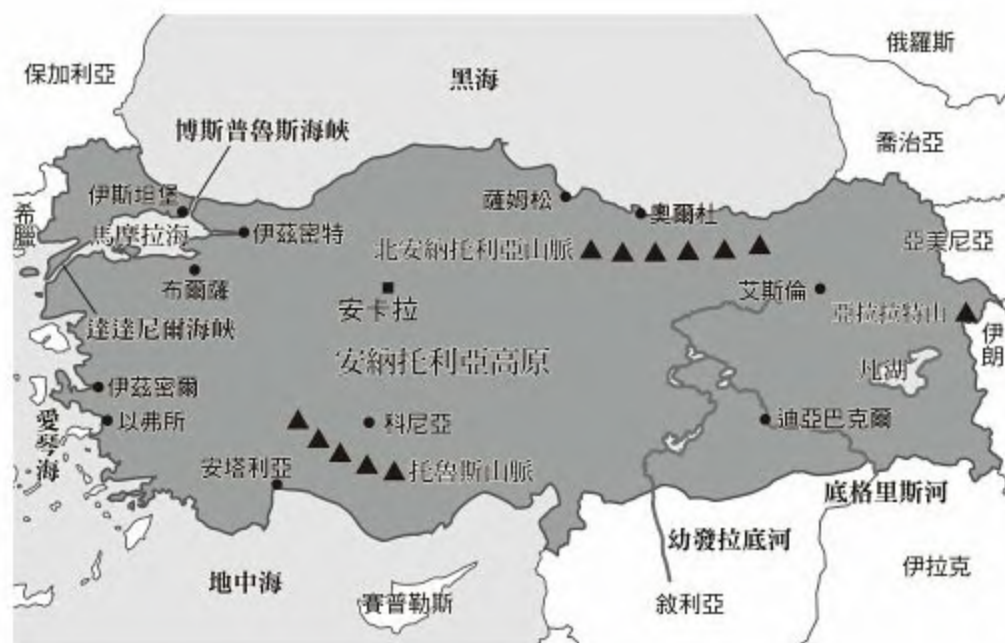 俄羅斯
保加利亞
黑海
博斯普魯斯海峽
喬治亞
伊斯坦堡
薩姆松
奧爾杜
希臘
馬摩拉海
伊茲密特
北安納托利亞山脈
亞美尼亞
布爾薩
安卡拉
艾斯倫
亞拉拉特山
達達尼爾海峽
伊朗
安納托利亞高原
凡湖
伊茲密爾
以弗所
科尼亞
迪亞巴克爾
愛琴海
安塔利亞
托魯斯山脈
底格里斯河
幼發拉底河
伊拉克
地中海
賽普勒斯
敘利亞